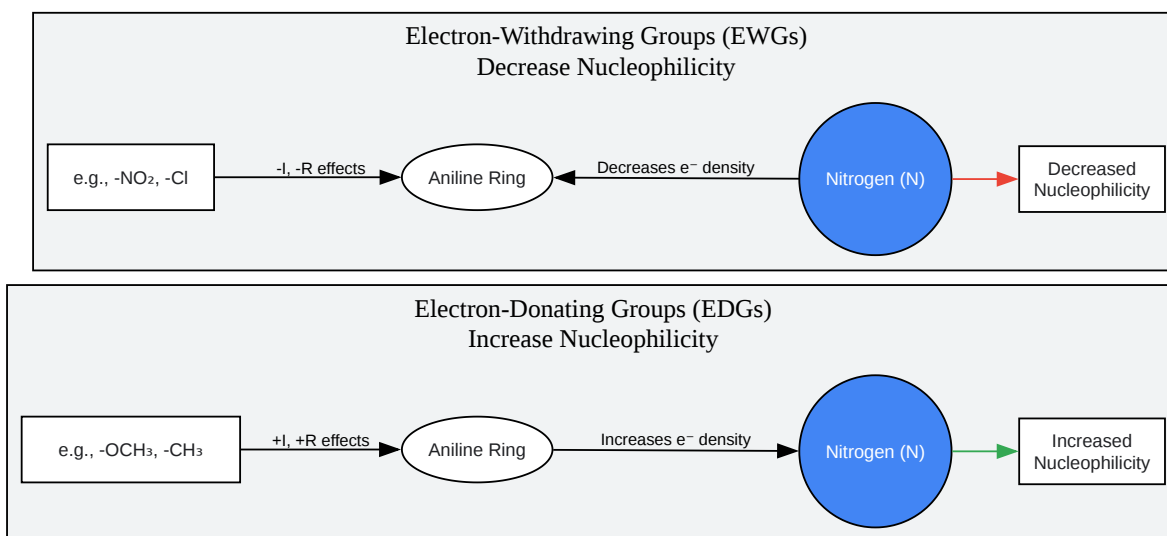 Electron-Withdrawing Groups (EWGs)
Decrease Nucleophilicity
e.g., -NO₂, -Cl
-I, -R effects
Aniline Ring
Decreases e⁻ density
Nitrogen (N)
Decreased
Nucleophilicity
Electron-Donating Groups (EDGs)
Increase Nucleophilicity
e.g., -OCH₃, -CH₃
+I, +R effects
Aniline Ring
Increases e⁻ density
Nitrogen (N)
Increased
Nucleophilicity